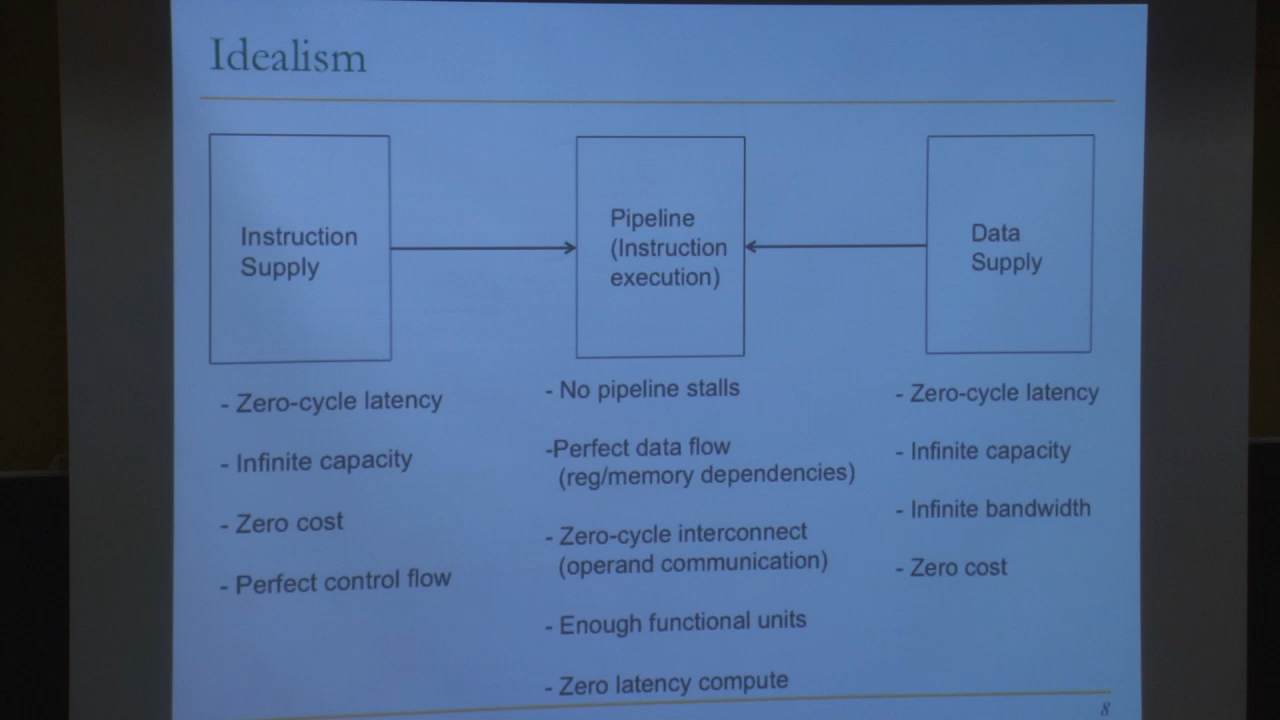 Idealism
Instruction
Supply
Pipeline
(Instruction
execution)
Data
Supply
- Zero-cycle latency
- Infinite capacity
- Zero cost
- Perfect control flow
- No pipeline stalls
-Perfect data flow
(reg/memory dependencies)
- Zero-cycle interconnect
(operand communication)
- Enough functional units
- Zero latency compute
- Zero-cycle latency
- Infinite capacity
- Infinite bandwidth
- Zero cost
8